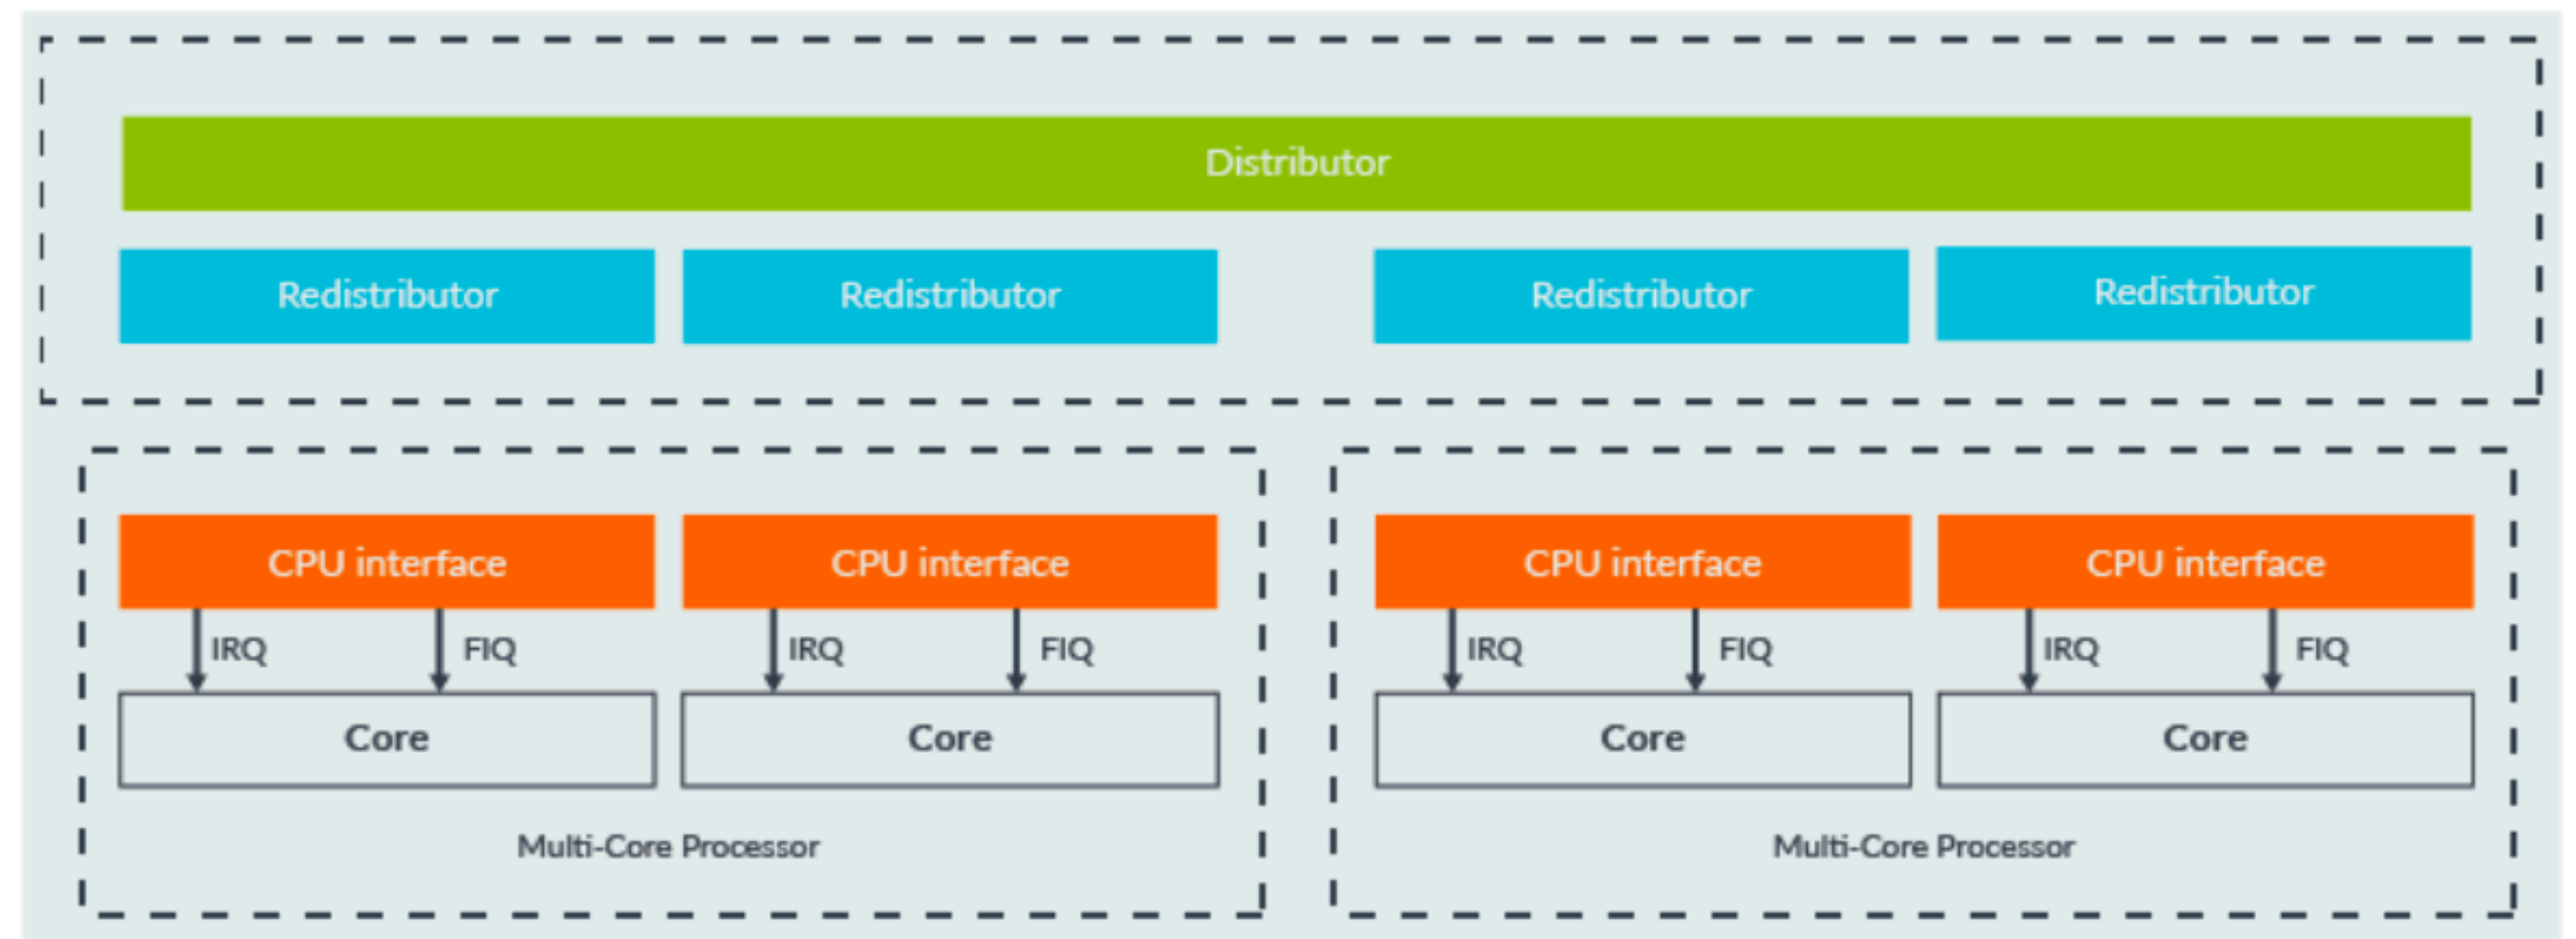 Distributor
Redistributor
Redistributor
Redistributor
Redistributor
CPU interface
CPU interface
CPU interface
CPU interface
IRQ
FIQ
IRQ
FIQ
IRQ
FIQ
IRQ
FIQ
Core
Core
Core
Core
Multi-Core Processor
Multi-Core Processor